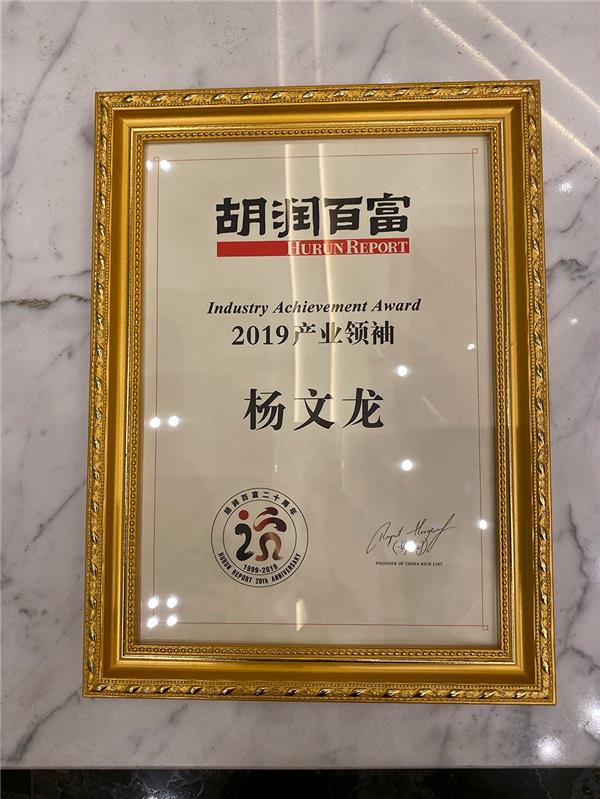 胡润百富
HURUN REPORT
Industry Achievement Award
2019产业领袖
杨文龙
胡润百富二十周年
1999-2019
HURUN REPORT 20th ANNIVERSARY
FOUNDER OF CHINA RICH LIST